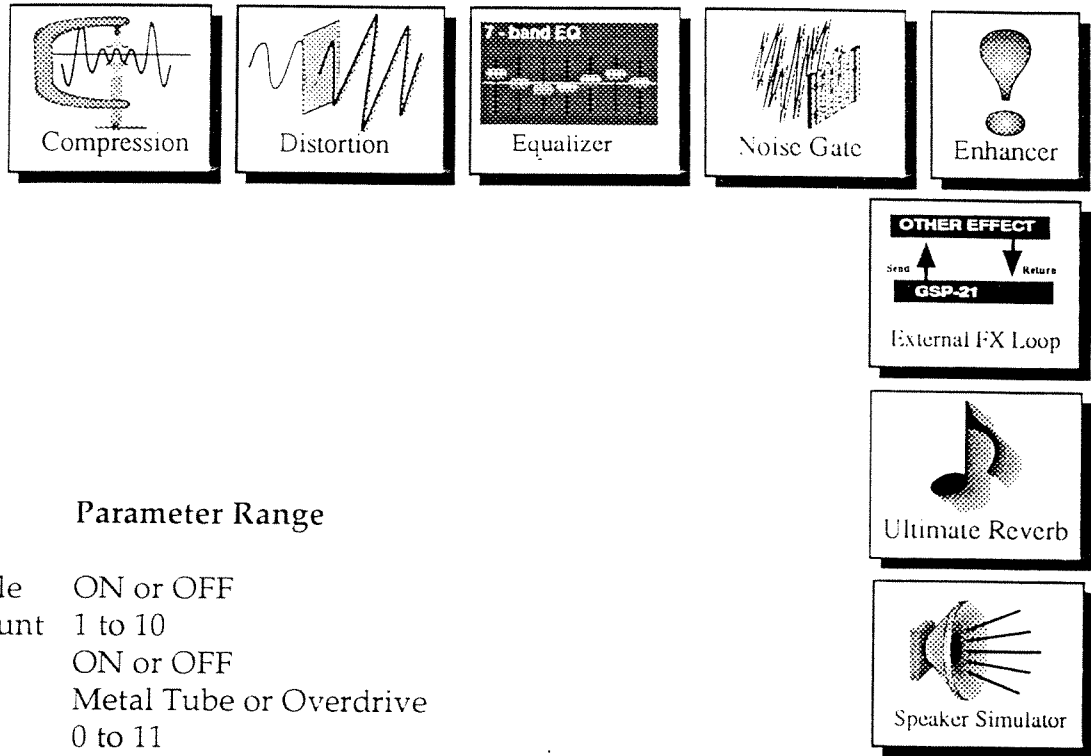 7 - band EQ
Compression
Distortion
Equalizer
Noise Gate
Enhancer
OTHER EFFECT
Send
Return
GSP-21
External FX Loop
Ultimate Reverb
Speaker Simulator
Parameter Range
le ON or OFF
unt 1 to 10
ON or OFF
Metal Tube or Overdrive
0 to 11